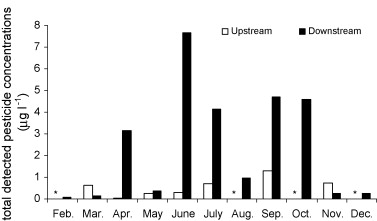 total detected pesticide concentrations
(µg l⁻¹)
8
7
6
5
4
3
2
1
0
Upstream
Downstream
* * * *
Feb. Mar. Apr. May June July Aug. Sep. Oct. Nov. Dec.